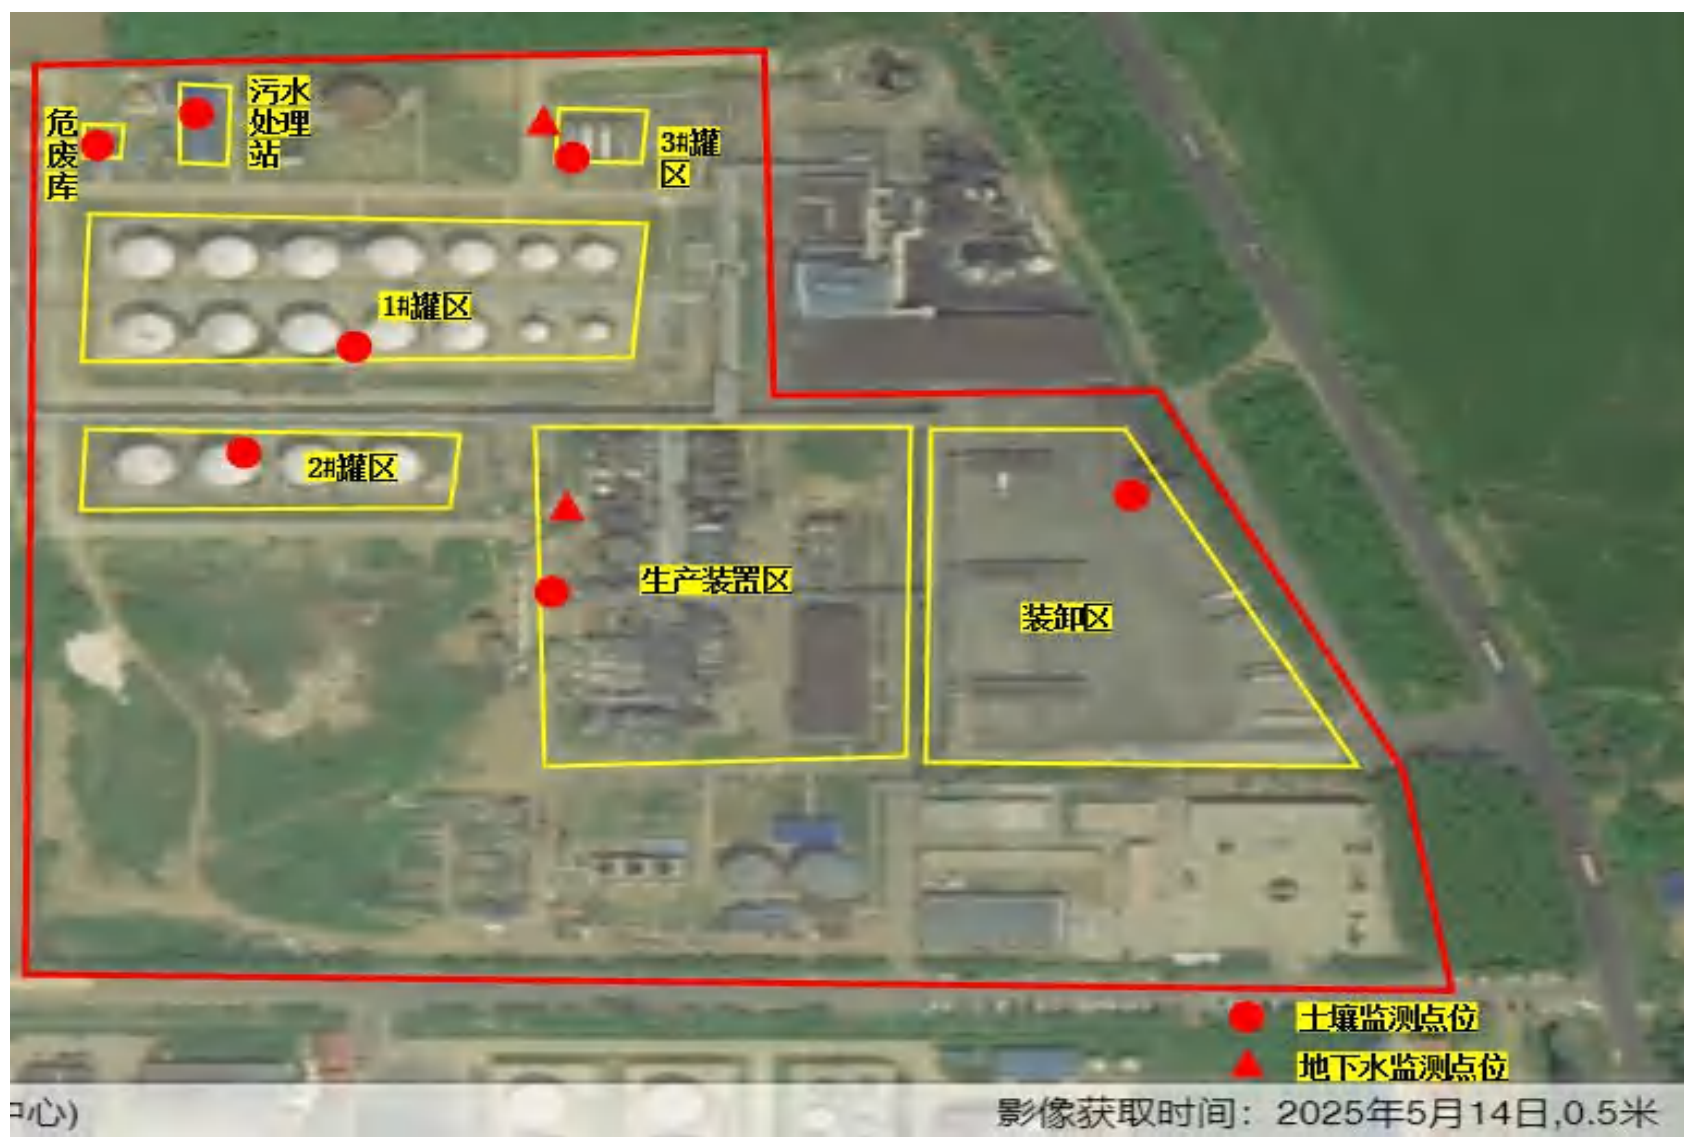 污水
处理
站
危
废
库
3#罐
区
1#罐区
2#罐区
生产装置区
装卸区
土壤监测点位
地下水监测点位
中心)
影像获取时间：2025年5月14日,0.5米